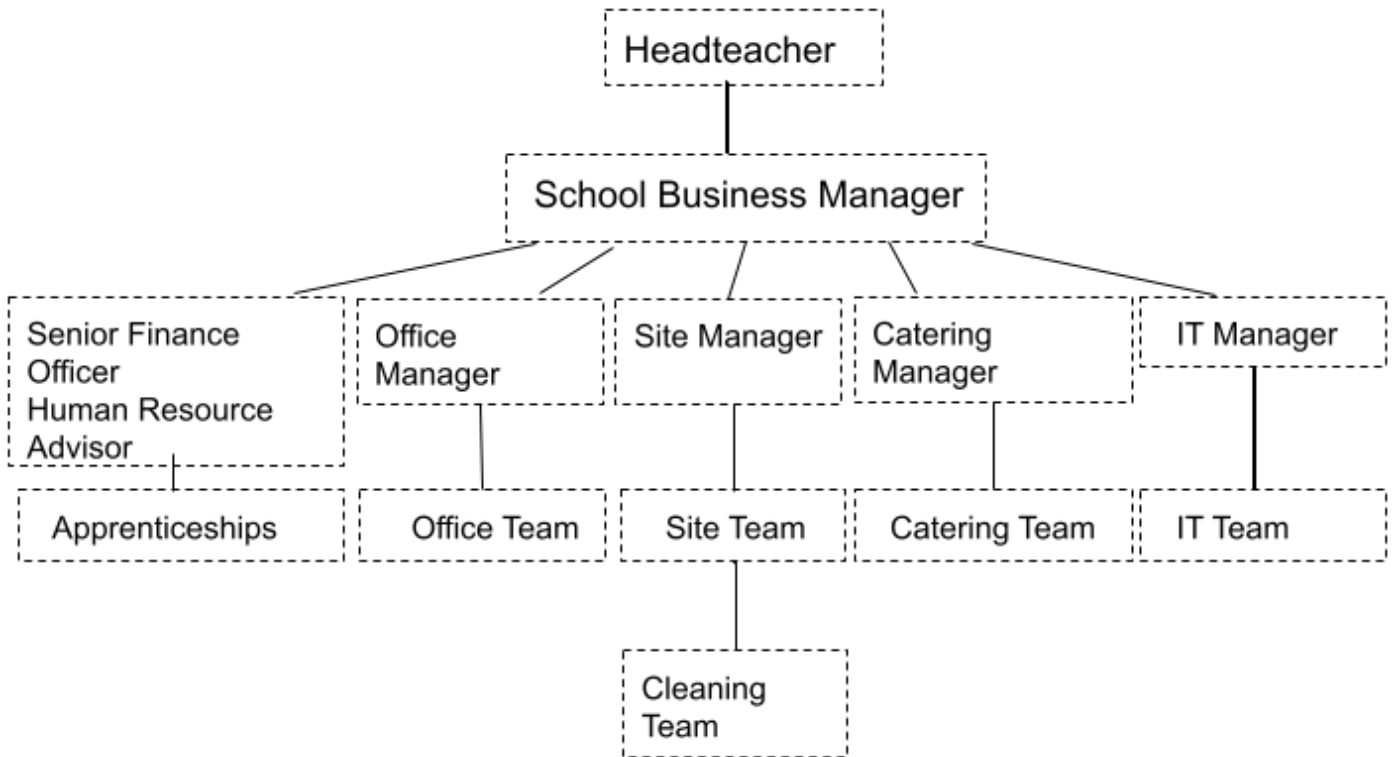 Headteacher
School Business Manager
Senior Finance
Officer
Human Resource
Advisor
Office
Manager
Site Manager
Catering
Manager
IT Manager
Apprenticeships
Office Team
Site Team
Catering Team
IT Team
Cleaning
Team